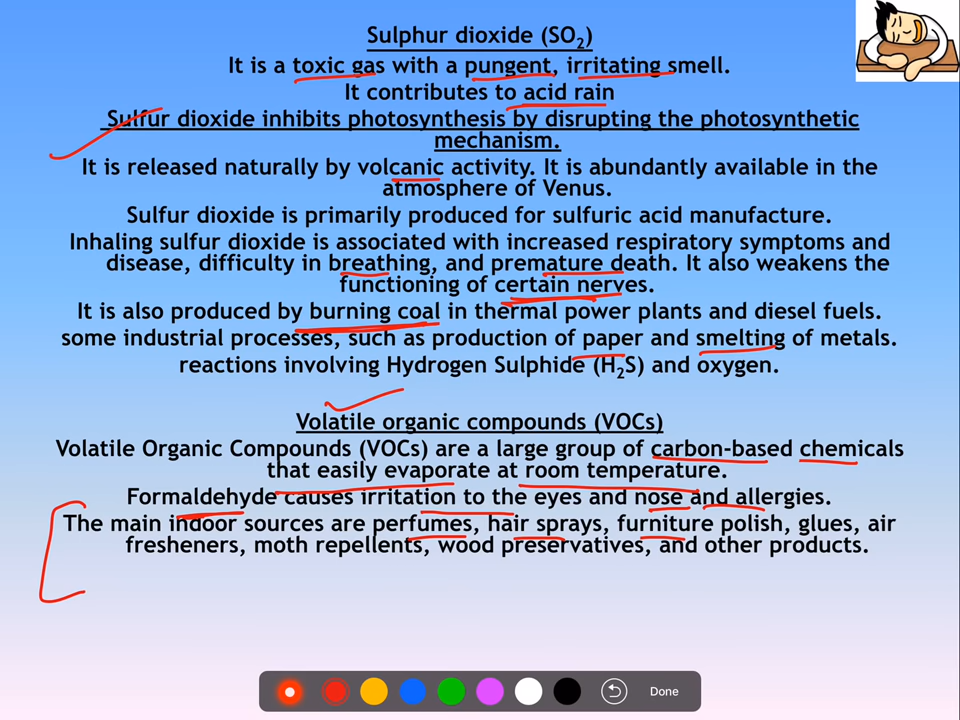 Sulphur dioxide (SO₂)
It is a toxic gas with a pungent, irritating smell.
It contributes to acid rain
Sulfur dioxide inhibits photosynthesis by disrupting the photosynthetic
mechanism.
It is released naturally by volcanic activity. It is abundantly available in the
atmosphere of Venus.
Sulfur dioxide is primarily produced for sulfuric acid manufacture.
Inhaling sulfur dioxide is associated with increased respiratory symptoms and
disease, difficulty in breathing, and premature death. It also weakens the
functioning of certain nerves.
It is also produced by burning coal in thermal power plants and diesel fuels.
some industrial processes, such as production of paper and smelting of metals.
reactions involving Hydrogen Sulphide (H₂S) and oxygen.
Volatile organic compounds (VOCs)
Volatile Organic Compounds (VOCs) are a large group of carbon-based chemicals
that easily evaporate at room temperature.
Formaldehyde causes irritation to the eyes and nose and allergies.
The main indoor sources are perfumes, hair sprays, furniture polish, glues, air
fresheners, moth repellents, wood preservatives, and other products.
Done